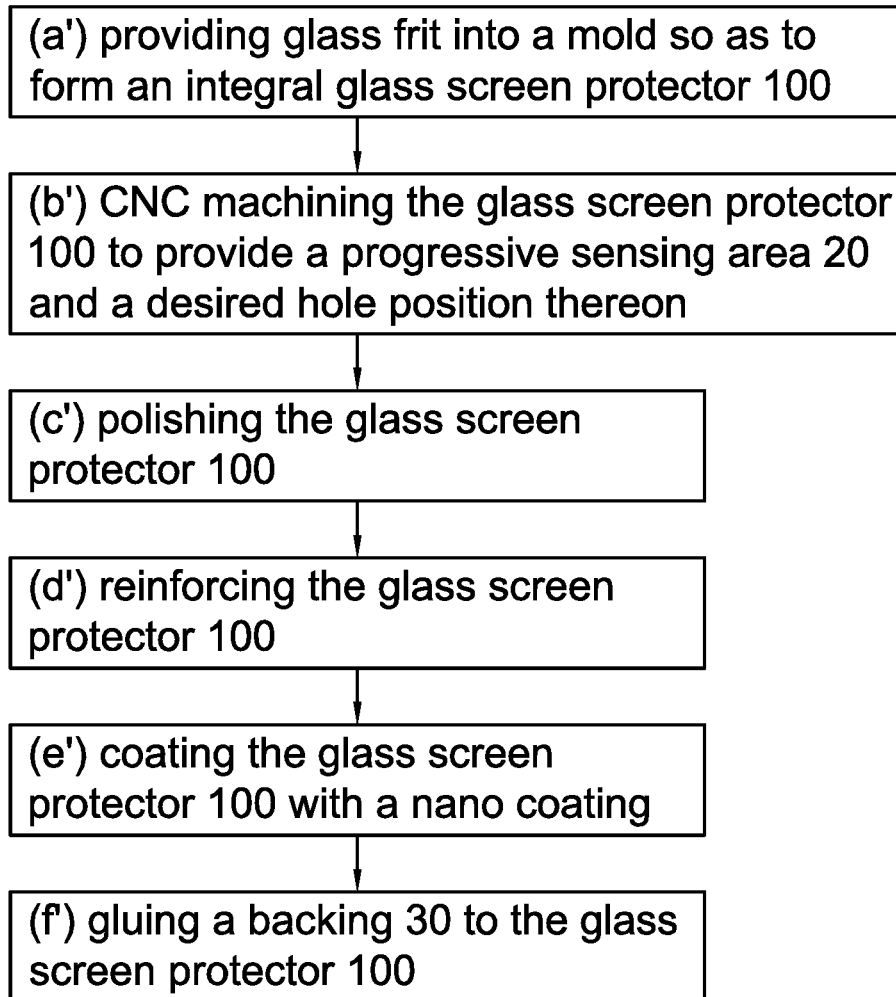 (a') providing glass frit into a mold so as to
form an integral glass screen protector 100
(b') CNC machining the glass screen protector
100 to provide a progressive sensing area 20
and a desired hole position thereon
(c') polishing the glass screen
protector 100
(d') reinforcing the glass screen
protector 100
(e') coating the glass screen
protector 100 with a nano coating
(f') gluing a backing 30 to the glass
screen protector 100